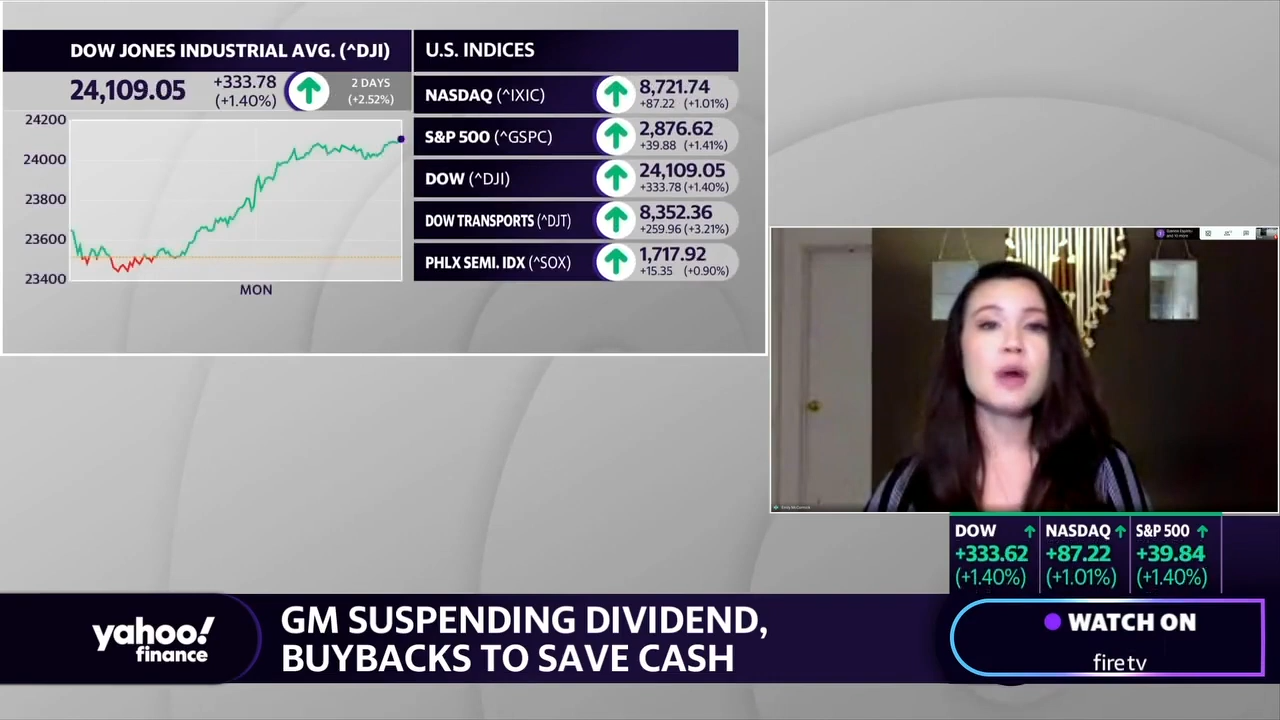 DOW JONES INDUSTRIAL AVG. (^DJI)
24,109.05
+333.78
(+1.40%)
2 DAYS
(+2.52%)
24200
24000
23800
23600
23400
MON
U.S. INDICES
NASDAQ (^IXIC)
8,721.74
+87.22 (+1.01%)
S&P 500 (^GSPC)
2,876.62
+39.88 (+1.41%)
DOW (^DJI)
24,109.05
+333.78 (+1.40%)
DOW TRANSPORTS (^DJT)
8,352.36
+259.96 (+3.21%)
PHLX SEMI. IDX (^SOX)
1,717.92
+15.35 (+0.90%)
DOW
+333.62
(+1.40%)
NASDAQ
+87.22
(+1.01%)
S&P 500
+39.84
(+1.40%)
yahoo!
finance
GM SUSPENDING DIVIDEND,
BUYBACKS TO SAVE CASH
WATCH ON
firetv